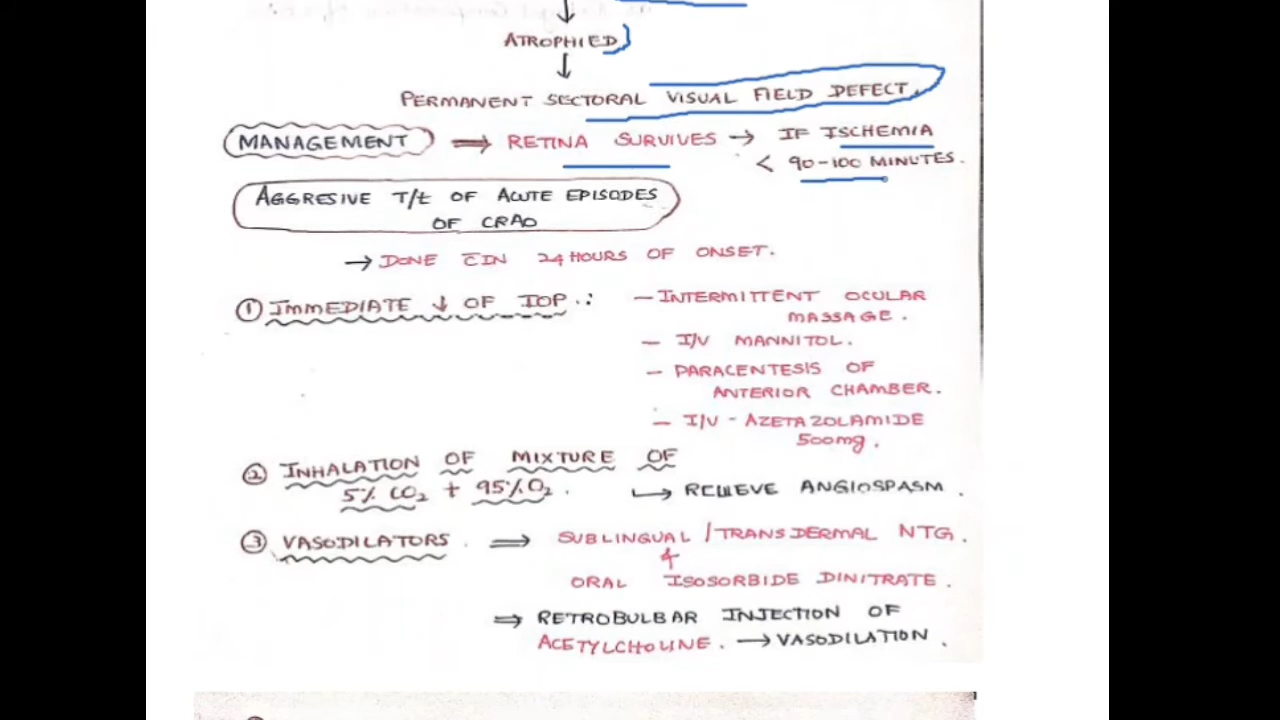 ATROPHIED
↓
PERMANENT SECTORAL VISUAL FIELD DEFECT.
MANAGEMENT ⟹ RETINA SURVIVES → IF ISCHEMIA
< 90-100 MINUTES.
AGGRESIVE T/t OF ACUTE EPISODES
OF CRAO
→ DONE C̄IN 24 HOURS OF ONSET.
① IMMEDIATE ↓ OF IOP.: - INTERMITTENT OCULAR
MASSAGE.
- I/V MANNITOL.
- PARACENTESIS OF
ANTERIOR CHAMBER.
- I/V - AZETAZOLAMIDE
500mg.
② INHALATION OF MIXTURE OF
5% CO₂ + 95% O₂. ↳ RELIEVE ANGIOSPASM.
③ VASODILATORS. ⟹ SUBLINGUAL / TRANSDERMAL NTG.
&
ORAL ISOSORBIDE DINITRATE.
⟹ RETROBULBAR INJECTION OF
ACETYLCHOLINE. → VASODILATION.